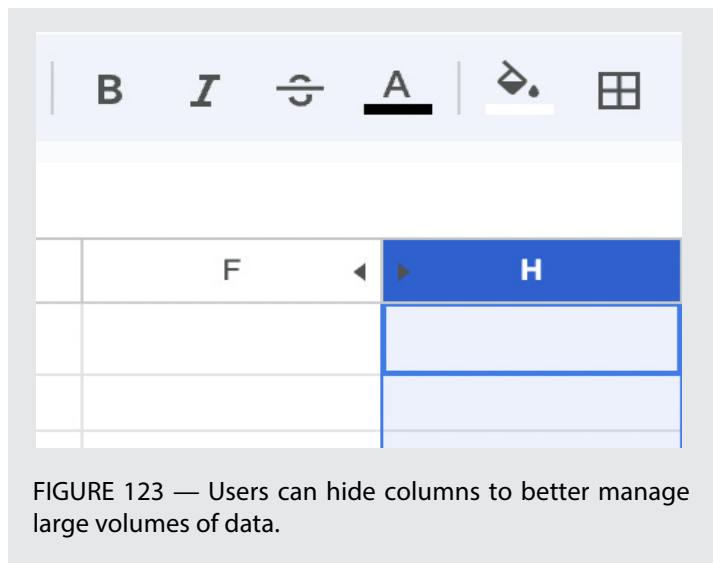 B I S A
F H
FIGURE 123 — Users can hide columns to better manage
large volumes of data.